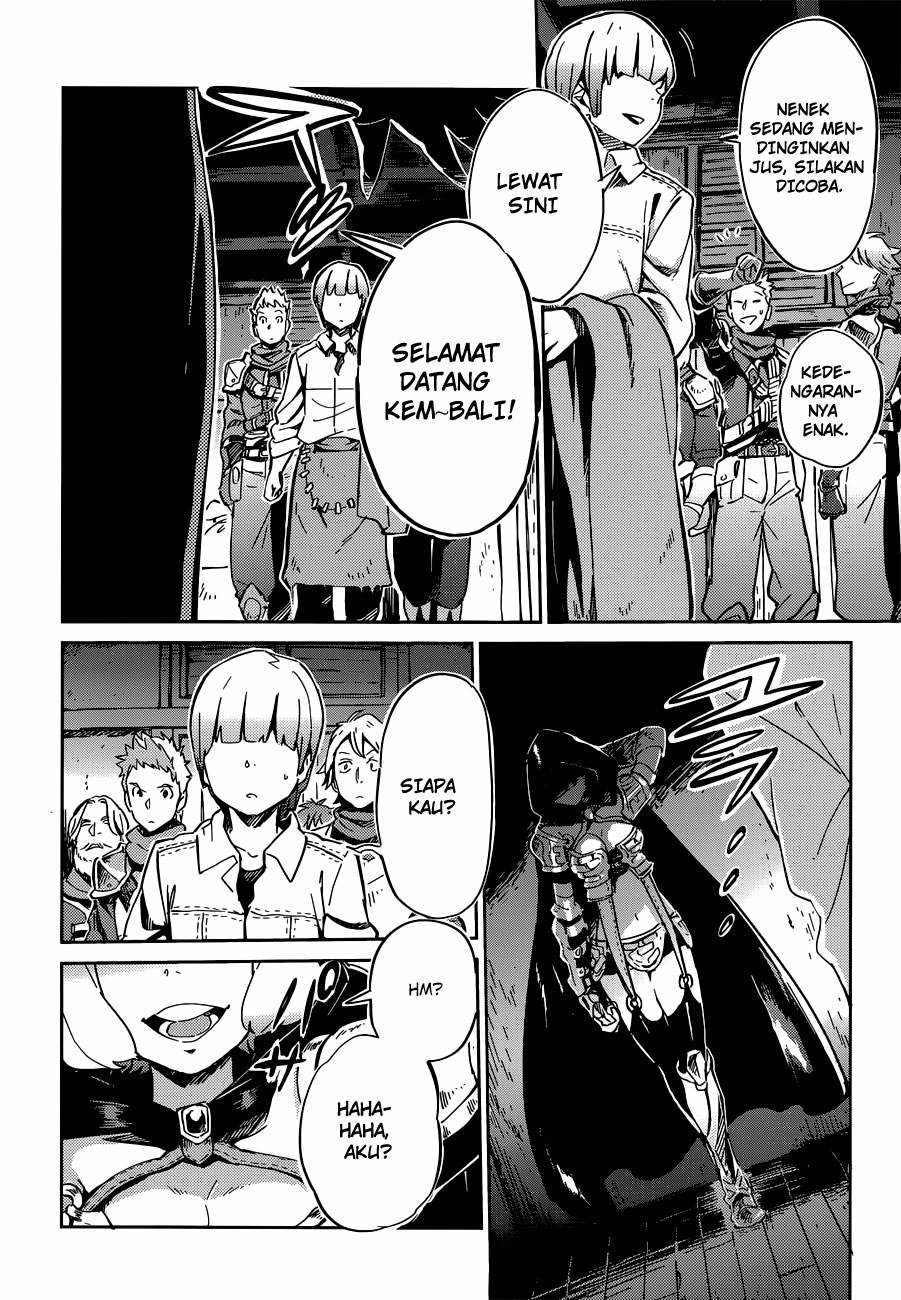 NENEK
SEDANG MEN-
DINGINKAN
JUS, SILAKAN
DICOBA.
KEDE-
NGARAN-
NYA
ENAK.
LEWAT
SINI
SELAMAT
DATANG
KEM~BALI!
SIAPA
KAU?
HM?
HAHA-
HAHA,
AKU?